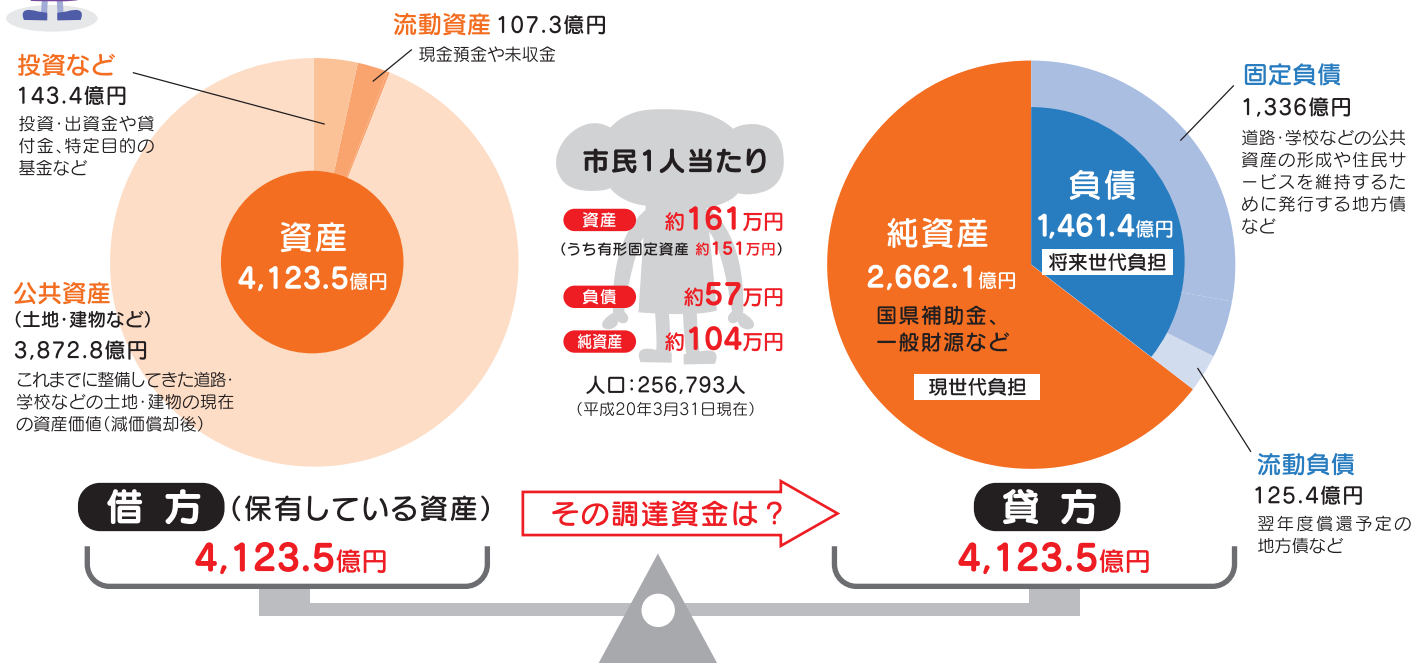 流動資産 107.3億円
現金預金や未収金
投資など
143.4億円
投資・出資金や貸
付金、特定目的の
基金など
資産
4,123.5億円
公共資産
(土地・建物など)
3,872.8億円
これまでに整備してきた道路・
学校などの土地・建物の現在
の資産価値(減価償却後)
市民1人当たり
資産 約161万円
(うち有形固定資産 約151万円)
負債 約57万円
純資産 約104万円
人口:256,793人
(平成20年3月31日現在)
固定負債
1,336億円
道路・学校などの公共
資産の形成や住民サ
ービスを維持するた
めに発行する地方債
など
負債
1,461.4億円
将来世代負担
純資産
2,662.1億円
国県補助金、
一般財源など
現世代負担
流動負債
125.4億円
翌年度償還予定の
地方債など
借方(保有している資産)
4,123.5億円
その調達資金は?
貸方
4,123.5億円